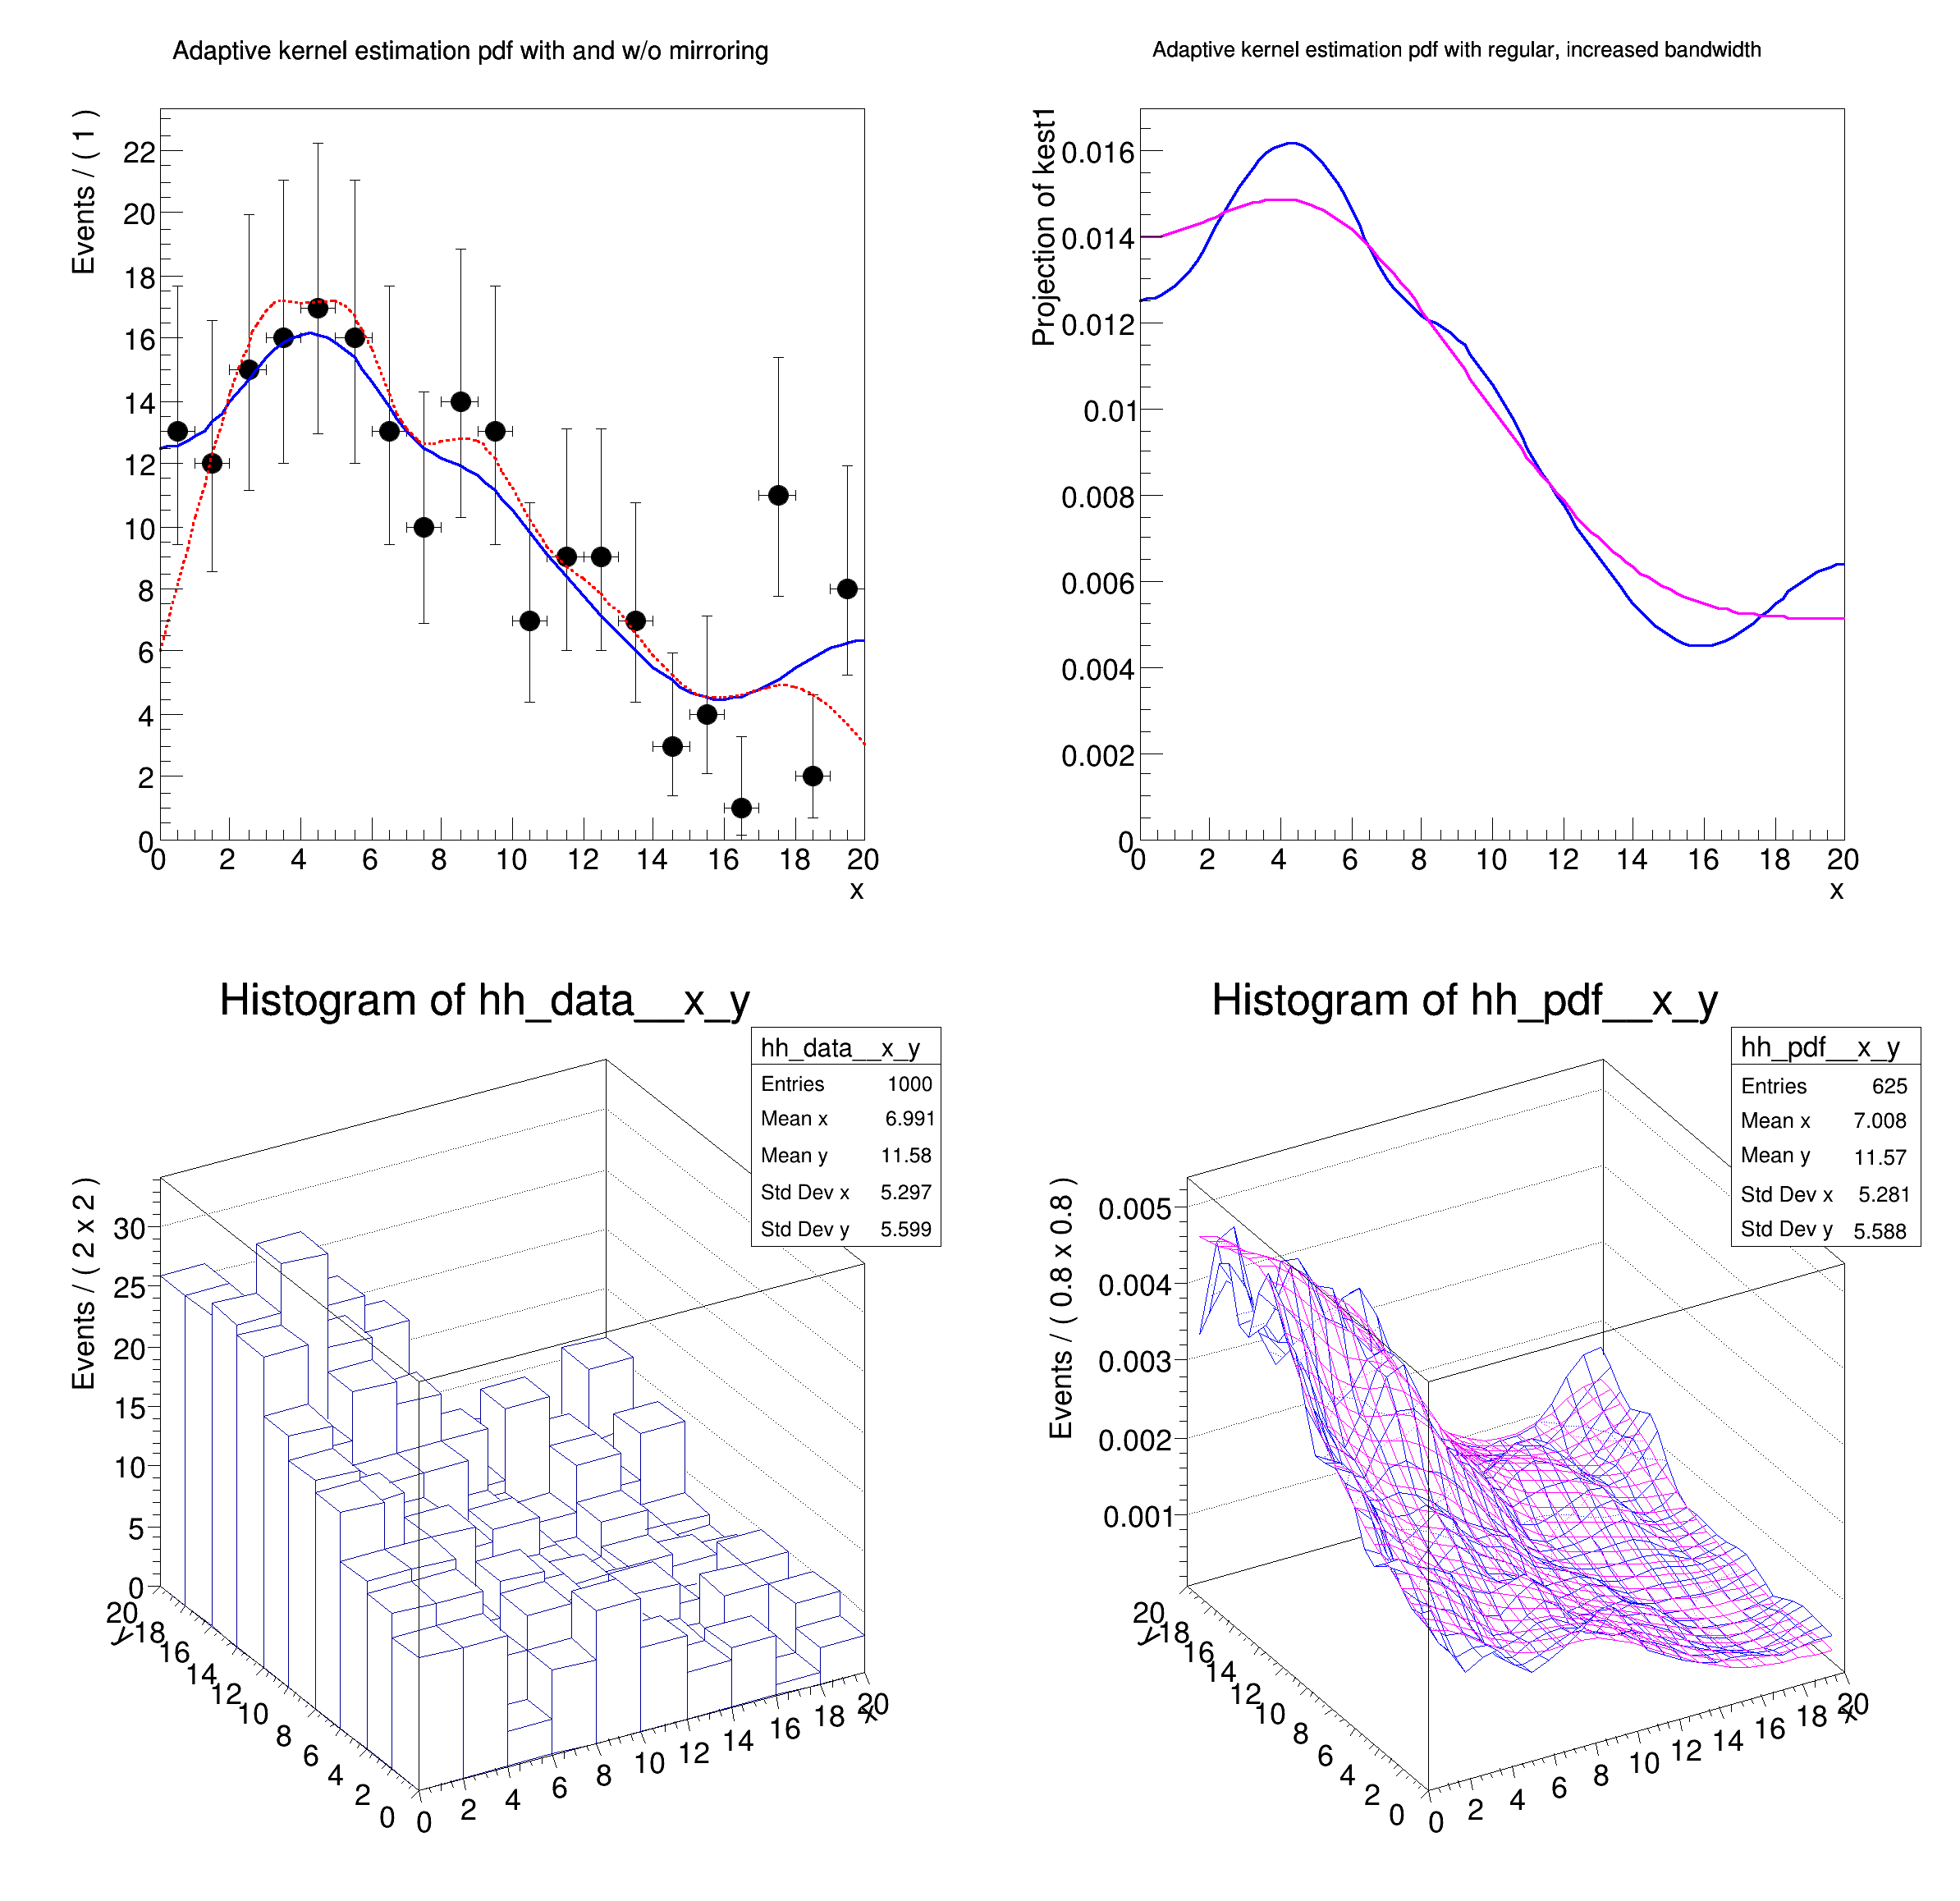 Adaptive kernel estimation pdf with and w/o mirroring
Events / ( 1 )
22
20
18
16
14
12
10
8
6
4
2
0
0 2 4 6 8 10 12 14 16 18 20
x
Adaptive kernel estimation pdf with regular, increased bandwidth
Projection of kest1
0.016
0.014
0.012
0.01
0.008
0.006
0.004
0.002
0
0 2 4 6 8 10 12 14 16 18 20
x
Histogram of hh_data__x_y
hh_data__x_y
Entries 1000
Mean x 6.991
Mean y 11.58
Std Dev x 5.297
Std Dev y 5.599
Events / ( 2 x 2 )
30
25
20
15
10
5
0
20 18 16 14 12 10 8 6 4 2 0
y
0 2 4 6 8 10 12 14 16 18 20
x
Histogram of hh_pdf__x_y
hh_pdf__x_y
Entries 625
Mean x 7.008
Mean y 11.57
Std Dev x 5.281
Std Dev y 5.588
Events / ( 0.8 x 0.8 )
0.005
0.004
0.003
0.002
0.001
20 18 16 14 12 10 8 6 4 2 0
y
0 2 4 6 8 10 12 14 16 18 20
x